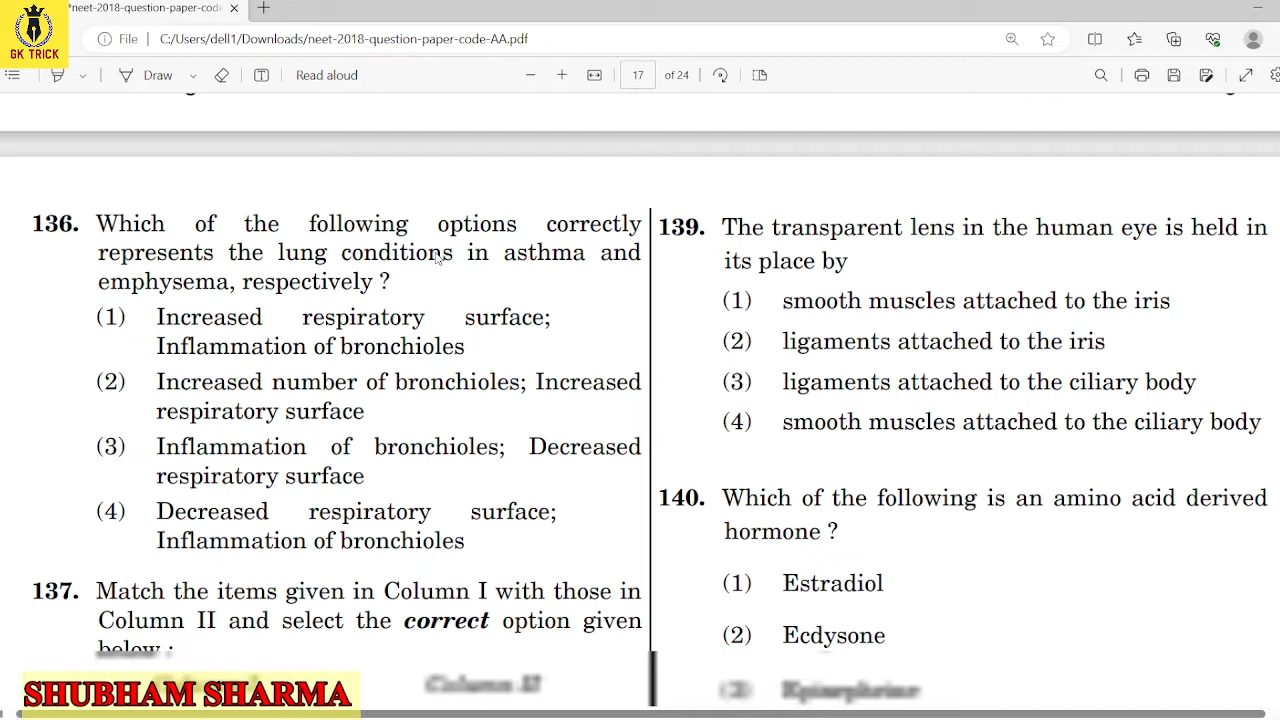 *neet-2018-question-paper-code
GK TRICK
File | C:/Users/dell1/Downloads/neet-2018-question-paper-code-AA.pdf
Draw
Read aloud
17 of 24
136. Which of the following options correctly
represents the lung conditions in asthma and
emphysema, respectively ?
(1) Increased respiratory surface;
Inflammation of bronchioles
(2) Increased number of bronchioles; Increased
respiratory surface
(3) Inflammation of bronchioles; Decreased
respiratory surface
(4) Decreased respiratory surface;
Inflammation of bronchioles
137. Match the items given in Column I with those in
Column II and select the correct option given
below :
Column II
139. The transparent lens in the human eye is held in
its place by
(1) smooth muscles attached to the iris
(2) ligaments attached to the iris
(3) ligaments attached to the ciliary body
(4) smooth muscles attached to the ciliary body
140. Which of the following is an amino acid derived
hormone ?
(1) Estradiol
(2) Ecdysone
(3) Epinephrine
SHUBHAM SHARMA